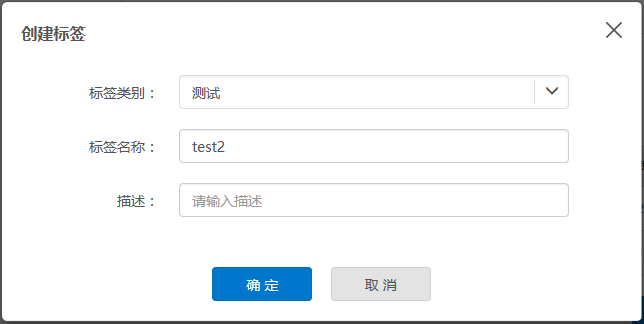 创建标签
标签类别： 测试
标签名称： test2
描述： 请输入描述
确 定 取 消